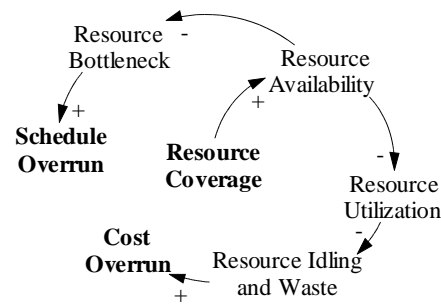 Resource
Bottleneck
-
Resource
Availability
+
+
Schedule
Overrun
Resource
Coverage
-
Resource
Utilization
-
Cost
Overrun
Resource Idling
and Waste
+